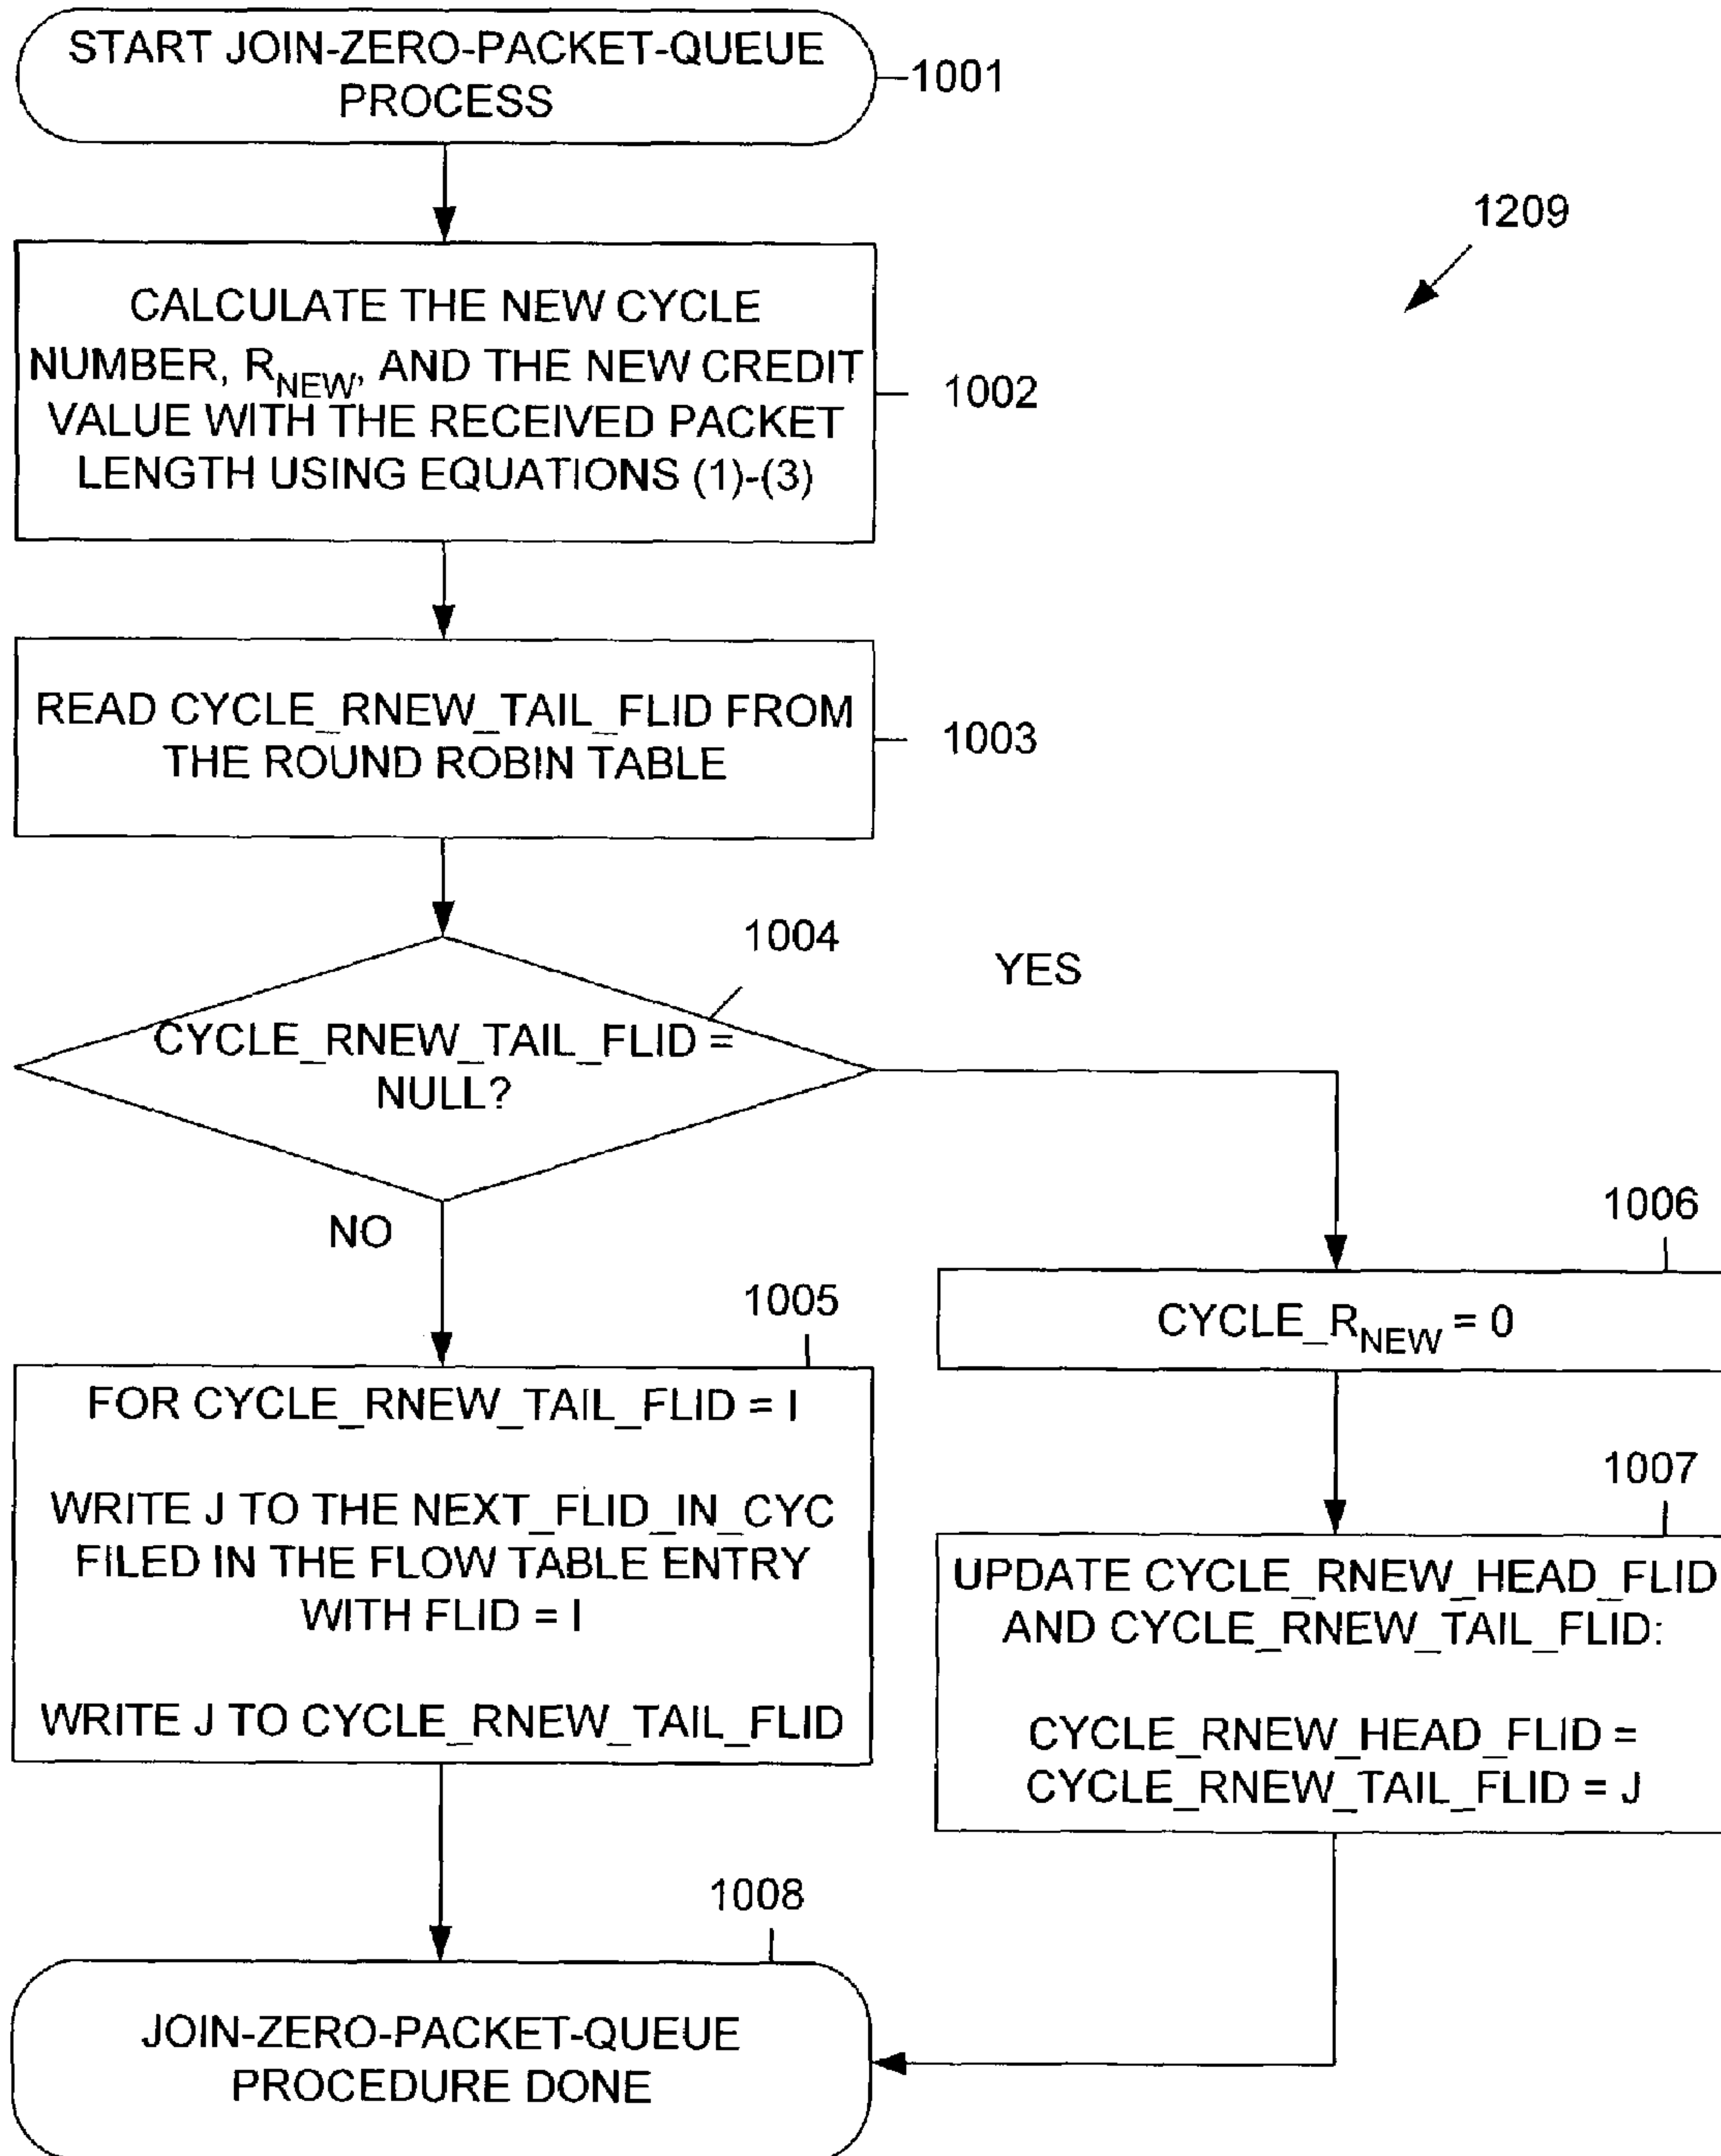 START JOIN-ZERO-PACKET-QUEUE
PROCESS
1001
1209
CALCULATE THE NEW CYCLE
NUMBER, RNEW, AND THE NEW CREDIT
VALUE WITH THE RECEIVED PACKET
LENGTH USING EQUATIONS (1)-(3)
1002
READ CYCLE_RNEW_TAIL_FLID FROM
THE ROUND ROBIN TABLE
1003
1004
YES
CYCLE_RNEW_TAIL_FLID =
NULL?
NO
1006
CYCLE_RNEW = 0
1005
FOR CYCLE_RNEW_TAIL_FLID = I
WRITE J TO THE NEXT_FLID_IN_CYC
FILED IN THE FLOW TABLE ENTRY
WITH FLID = I
WRITE J TO CYCLE_RNEW_TAIL_FLID
1007
UPDATE CYCLE_RNEW_HEAD_FLID
AND CYCLE_RNEW_TAIL_FLID:
CYCLE_RNEW_HEAD_FLID =
CYCLE_RNEW_TAIL_FLID = J
1008
JOIN-ZERO-PACKET-QUEUE
PROCEDURE DONE